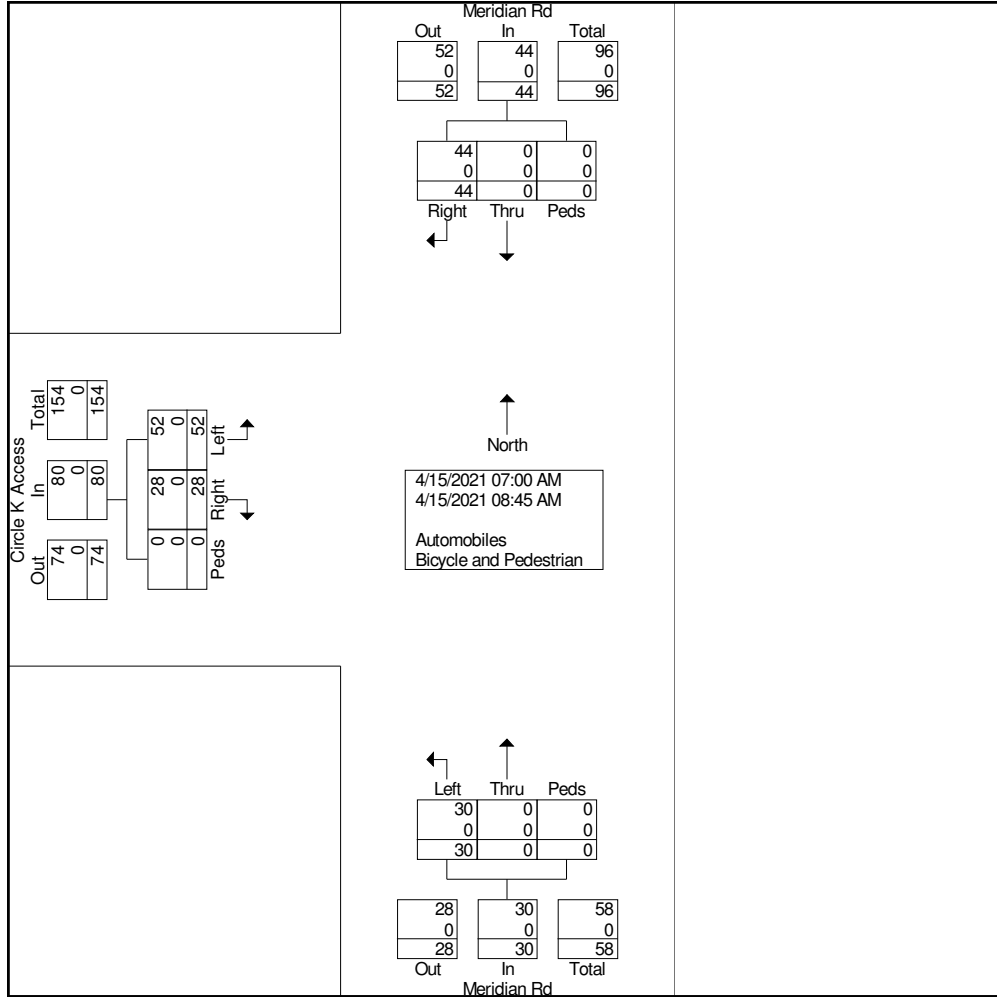 Meridian Rd
Out In Total
52 44 96
0 0 0
52 44 96
44 0 0
0 0 0
44 0 0
Right Thru Peds
Circle K Access
Out In Total
74 80 154
0 0 0
74 80 154
Peds Right Left
0 28 52
0 0 0
0 28 52
North
4/15/2021 07:00 AM
4/15/2021 08:45 AM
Automobiles
Bicycle and Pedestrian
Left Thru Peds
30 0 0
0 0 0
30 0 0
28 30 58
0 0 0
28 30 58
Out In Total
Meridian Rd